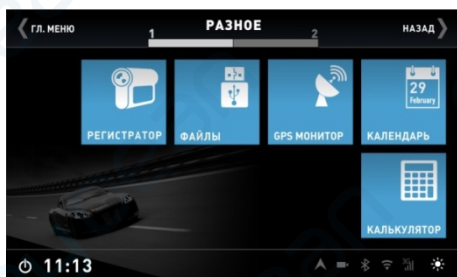 ГЛ. МЕНЮ
РАЗНОЕ
НАЗАД
1
2
29
February
РЕГИСТРАТОР
ФАЙЛЫ
GPS МОНИТОР
КАЛЕНДАРЬ
КАЛЬКУЛЯТОР
11:13